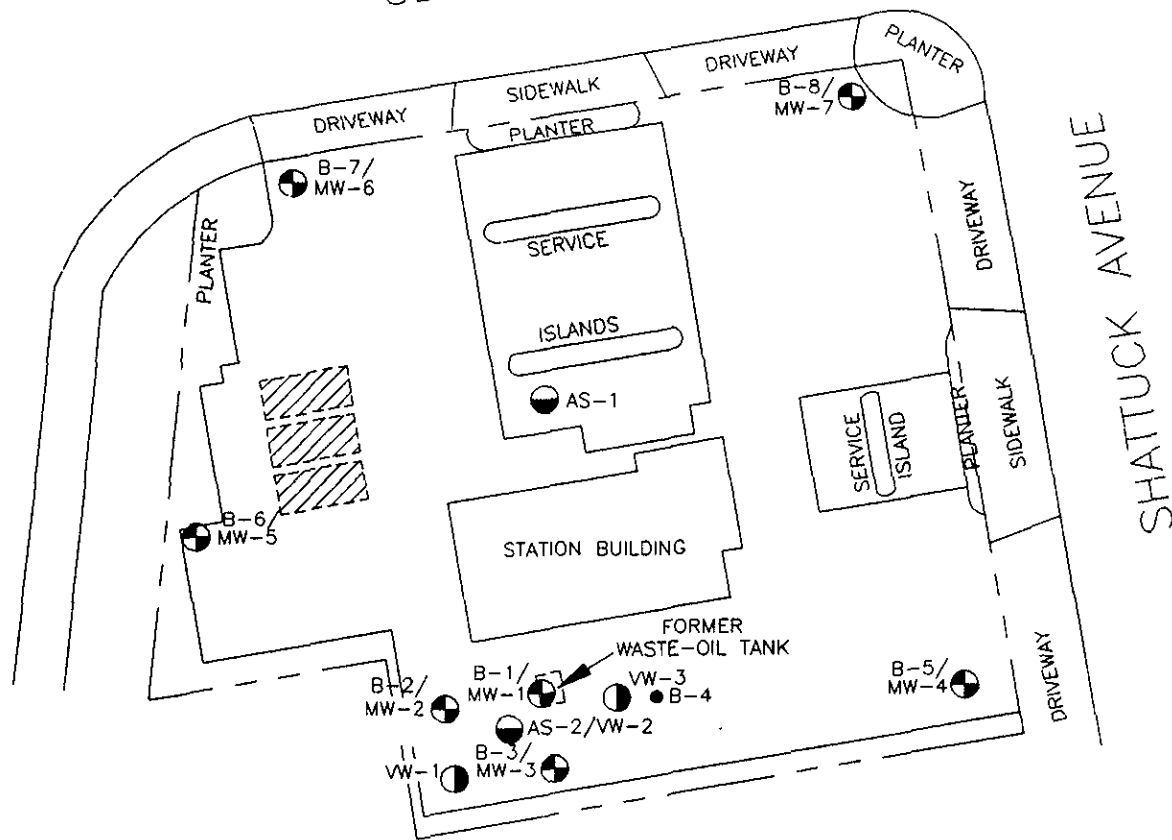 PLANTER
DRIVEWAY
SIDEWALK
DRIVEWAY
PLANTER
B-8/
MW-7
B-7/
MW-6
PLANTER
SERVICE
ISLANDS
AS-1
DRIVEWAY
SHATTUCK AVENUE
SERVICE
ISLAND
PLANTER
SIDEWALK
B-6
MW-5
STATION BUILDING
FORMER
WASTE-OIL TANK
B-1/
MW-1
VW-3
B-4
B-2/
MW-2
AS-2/VW-2
B-3/
MW-3
VW-1
B-5/
MW-4
DRIVEWAY